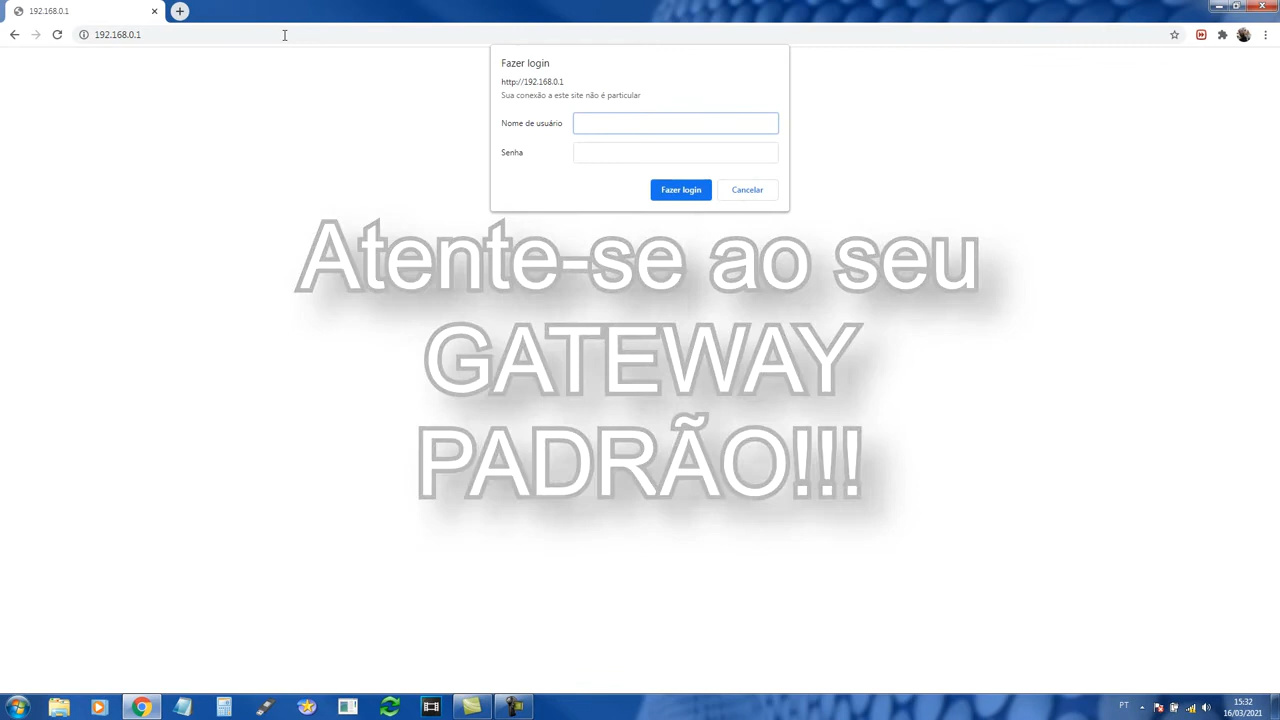 192.168.0.1
192.168.0.1
Fazer login
http://192.168.0.1
Sua conexão a este site não é particular
Nome de usuário
Senha
Fazer login
Cancelar
Atente-se ao seu
GATEWAY
PADRÃO!!!
PT
15:32
16/03/2021